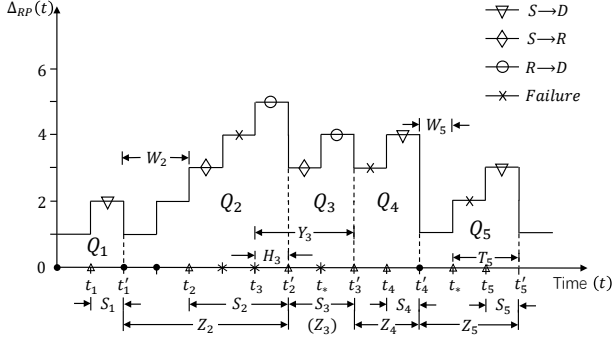 Δ_RP(t)
S→D
S→R
R→D
Failure
6
4
2
0
W_2
W_5
Q_1
Q_2
Q_3
Q_4
Q_5
Y_3
H_3
T_5
t_1 t'_1 t_2 t_3 t'_2 t_* t'_3 t_4 t'_4 t_* t_5 t'_5 Time (t)
S_1 S_2 S_3 S_4 S_5
Z_2 (Z_3) Z_4 Z_5